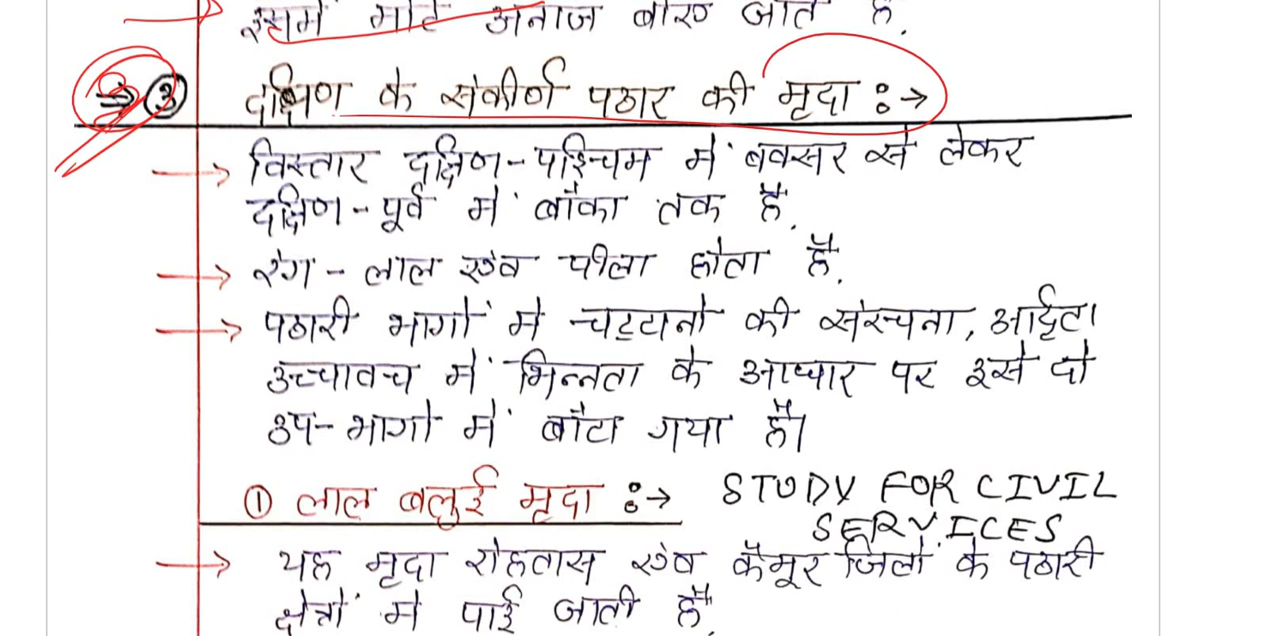 इसमें मोटे अनाज बोए जाते है.
⇒ ③ दक्षिण के संकीर्ण पठार की मृदा :→
→ विस्तार दक्षिण-पश्चिम में बक्सर से लेकर
दक्षिण-पूर्व में बाँका तक है.
→ रंग - लाल एवं पीला होता है.
→ पठारी भागों में चट्टानों की संरचना, आर्द्रता
उच्चावच में भिन्नता के आधार पर इसे दो
उप-भागों में बाँटा गया है।
① लाल बलुई मृदा :→ STUDY FOR CIVIL
SERVICES
→ यह मृदा रोहतास एवं कैमूर जिलों के पठारी
क्षेत्रों में पाई जाती है.